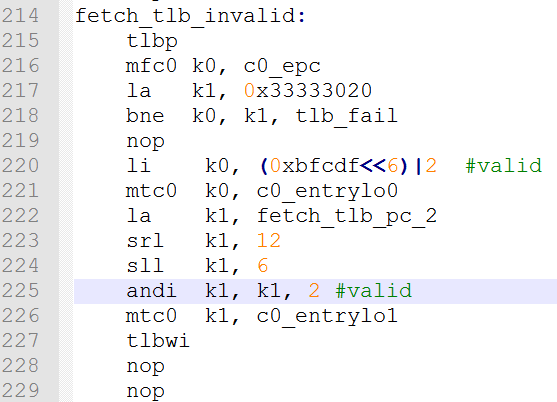 214 fetch_tlb_invalid:
215     tlbp
216     mfc0 k0, c0_epc
217     la   k1, 0x33333020
218     bne  k0, k1, tlb_fail
219     nop
220     li    k0, (0xbfcdf<<6)|2  #valid
221     mtc0  k0, c0_entrylo0
222     la    k1, fetch_tlb_pc_2
223     srl   k1, 12
224     sll   k1, 6
225     andi  k1, k1, 2 #valid
226     mtc0  k1, c0_entrylo1
227     tlbwi
228     nop
229     nop